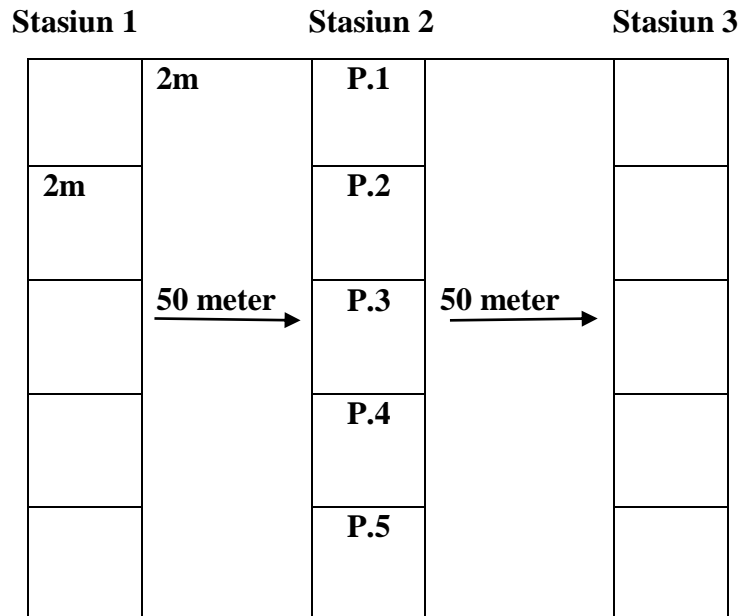 Stasiun 1 Stasiun 2 Stasiun 3
2m P.1
2m P.2
50 meter P.3 50 meter
P.4
P.5